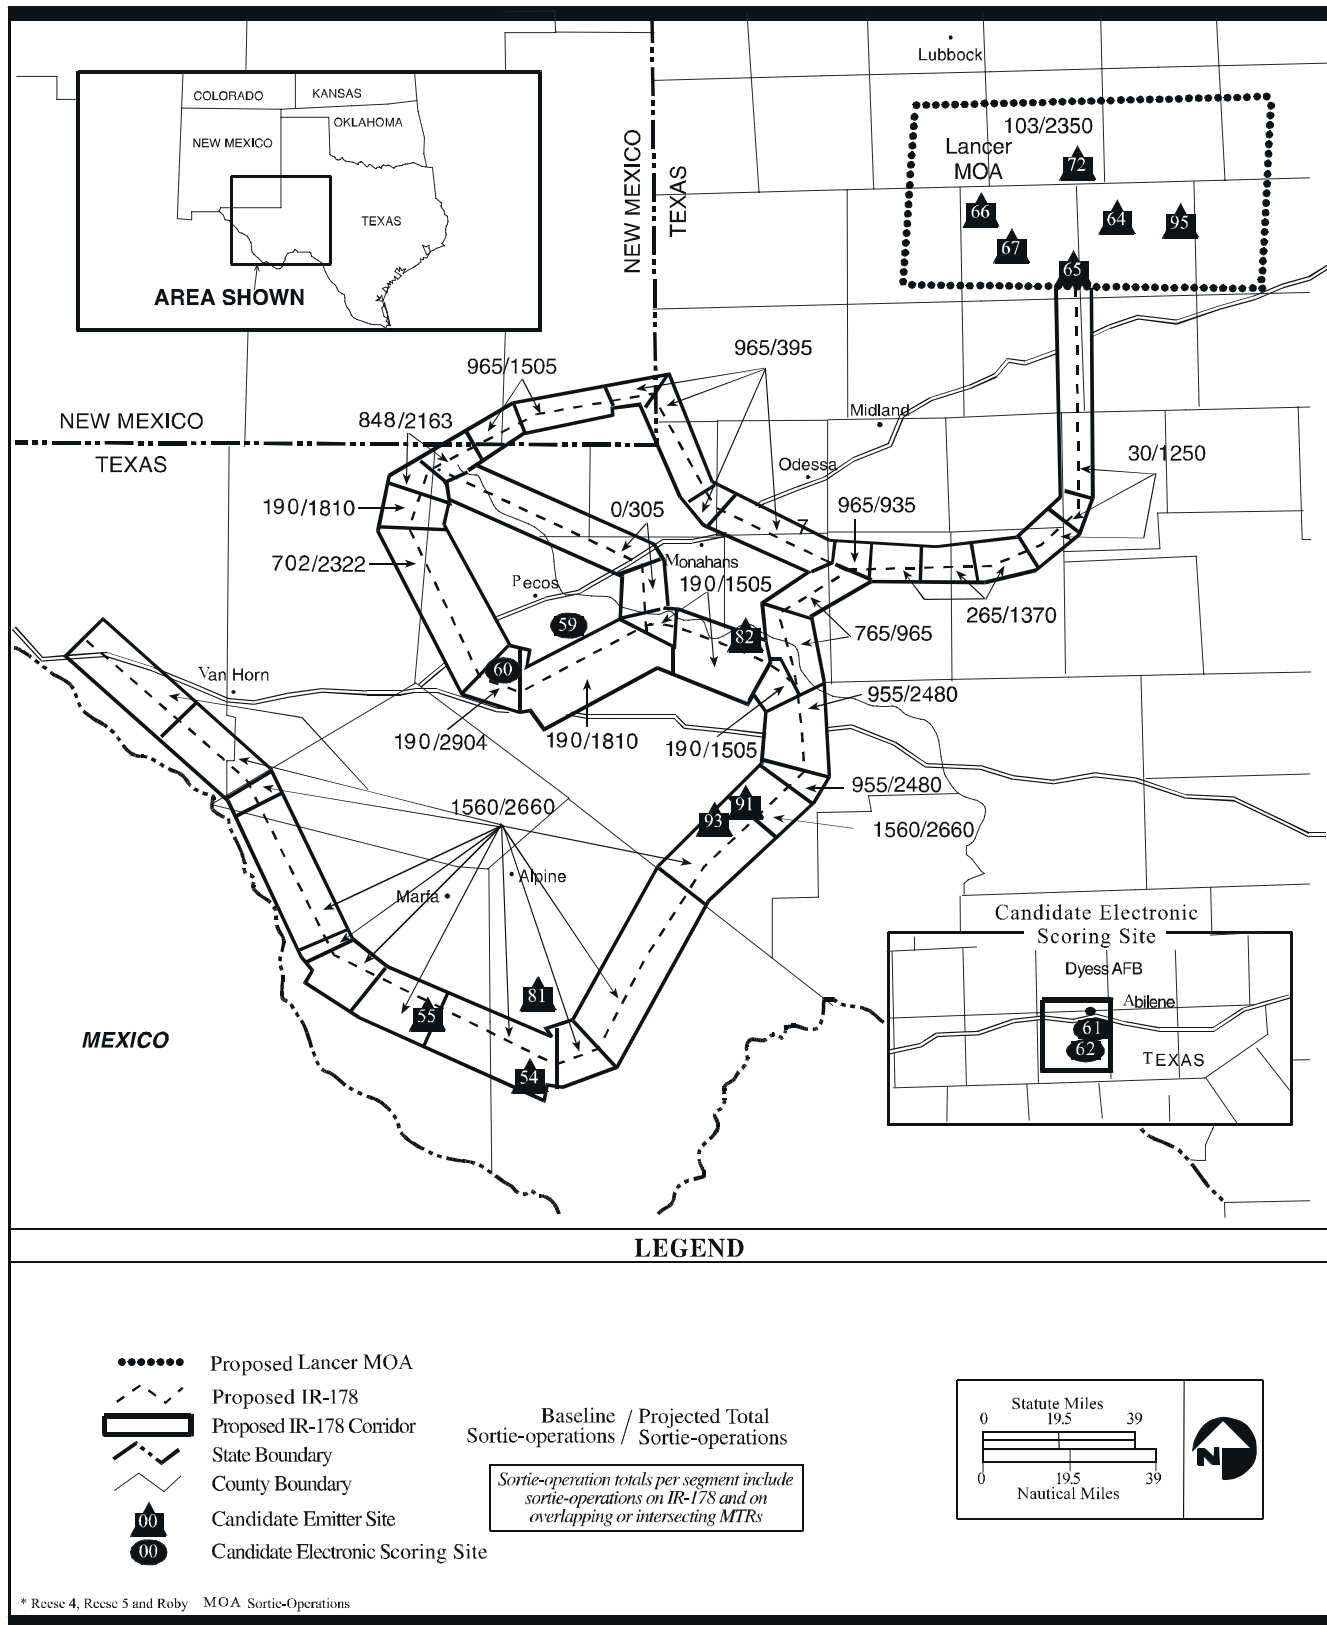 Lubbock
COLORADO
KANSAS
OKLAHOMA
NEW MEXICO
TEXAS
AREA SHOWN
NEW MEXICO
TEXAS
103/2350
Lancer
MOA
72
66
64
95
67
65
965/395
965/1505
NEW MEXICO
848/2163
Midland
TEXAS
30/1250
Odessa
190/1810
0/305
965/935
7
702/2322
Monahans
Pecos
190/1505
265/1370
59
82
765/965
60
Van Horn
955/2480
190/2904
190/1810
190/1505
955/2480
1560/2660
91
93
1560/2660
Alpine
Marfa
Candidate Electronic
Scoring Site
Dyess AFB
Abilene
61
62
TEXAS
81
55
54
MEXICO
LEGEND
Proposed Lancer MOA
Proposed IR-178
Proposed IR-178 Corridor
State Boundary
County Boundary
00
Candidate Emitter Site
00
Candidate Electronic Scoring Site
Baseline / Projected Total
Sortie-operations / Sortie-operations
Sortie-operation totals per segment include
sortie-operations on IR-178 and on
overlapping or intersecting MTRs
Statute Miles
0 19.5 39
0 19.5 39
Nautical Miles
N
* Reese 4, Reese 5 and Roby MOA Sortie-Operations